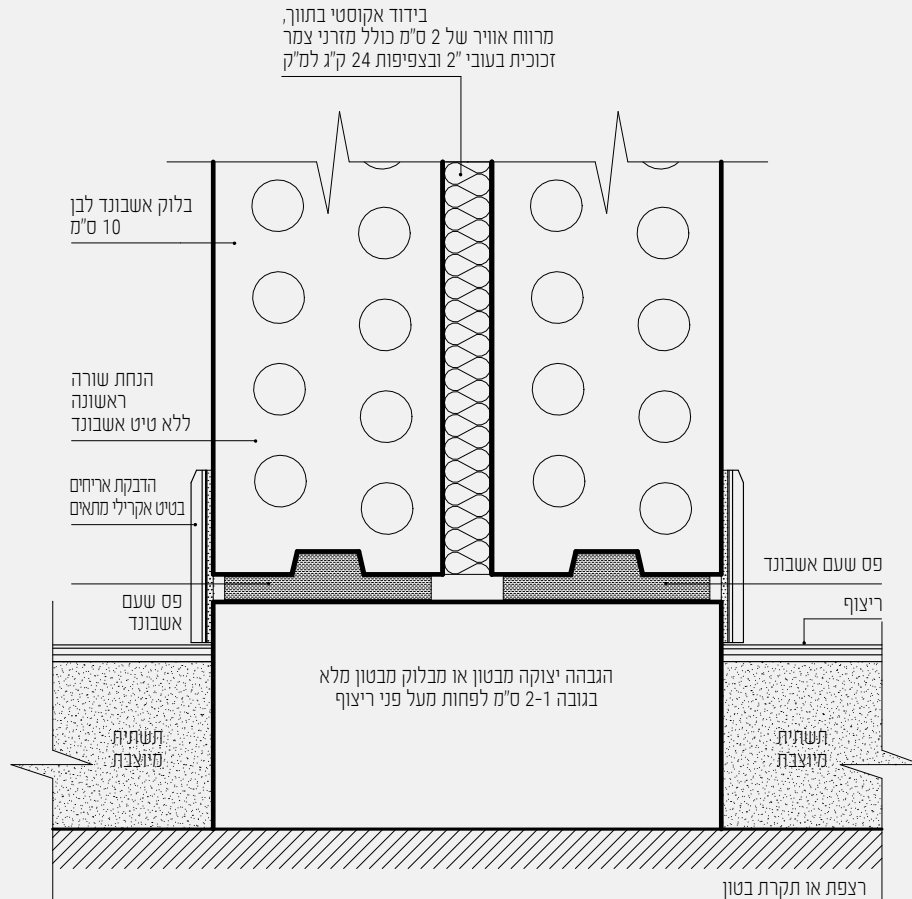 בידוד אקוסטי בתווך,
מרווח אוויר של 2 ס"מ כולל מזרני צמר
זכוכית בעובי "2 ובצפיפות 24 ק"ג למ"ק
בלוק אשבונד לבן
10 ס"מ
הנחת שורה
ראשונה
ללא טיט אשבונד
הדבקת אריחים
בטיט אקרילי מתאים
פס שעם אשבונד
פס שעם
אשבונד
ריצוף
הגבהה יצוקה מבטון או מבלוק מבטון מלא
בגובה 2-1 ס"מ לפחות מעל פני ריצוף
תשתית
מיוצבת
תשתית
מיוצבת
רצפת או תקרת בטון